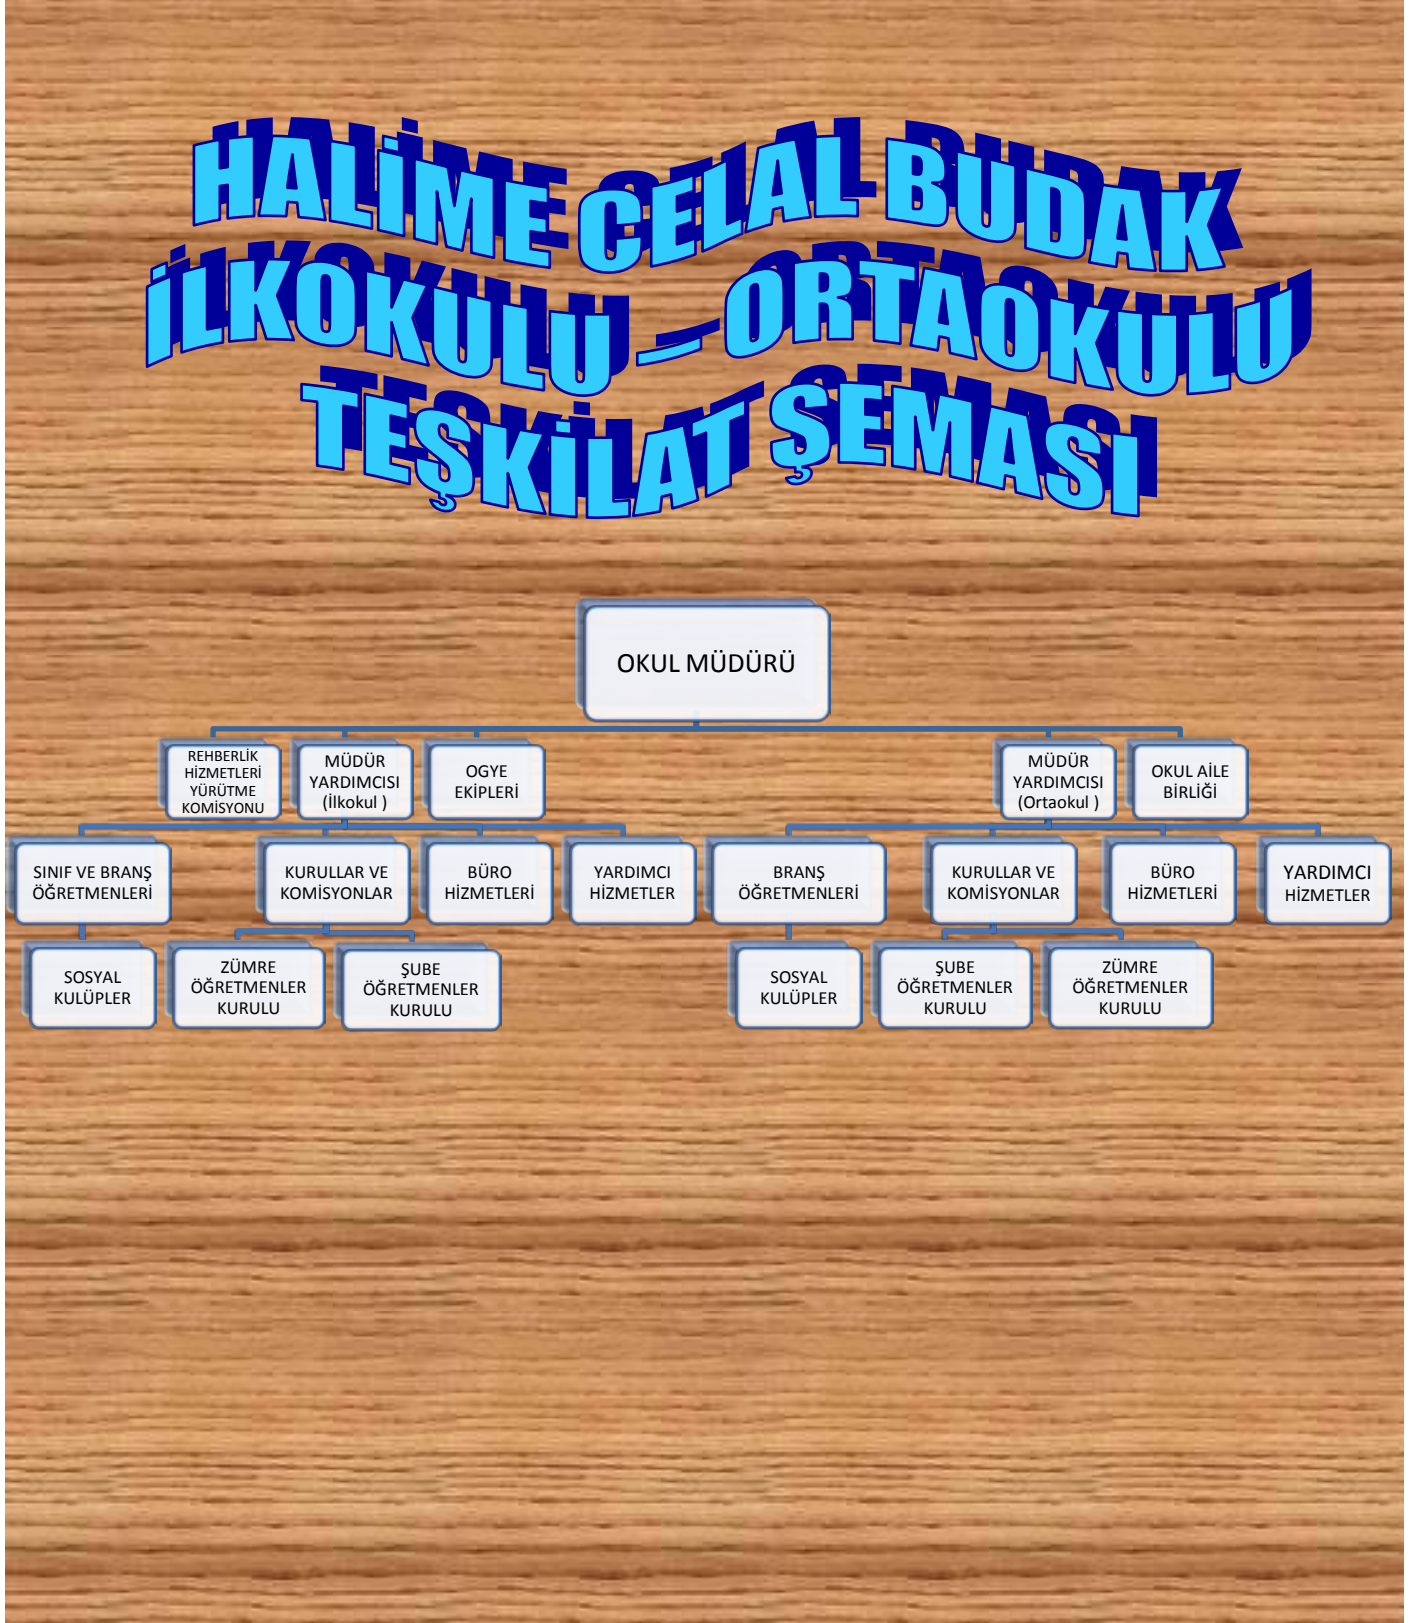 HALİME CELAL BUDAK
İLKOKULU – ORTAOKULU
TEŞKİLAT ŞEMASI
OKUL MÜDÜRÜ
REHBERLİK
HİZMETLERİ
YÜRÜTME
KOMİSYONU
MÜDÜR
YARDIMCISI
(İlkokul )
OGYE
EKİPLERİ
MÜDÜR
YARDIMCISI
(Ortaokul )
OKUL AİLE
BİRLİĞİ
SINIF VE BRANŞ
ÖĞRETMENLERİ
KURULLAR VE
KOMİSYONLAR
BÜRO
HİZMETLERİ
YARDIMCI
HİZMETLER
BRANŞ
ÖĞRETMENLERİ
KURULLAR VE
KOMİSYONLAR
BÜRO
HİZMETLERİ
YARDIMCI
HİZMETLER
SOSYAL
KULÜPLER
ZÜMRE
ÖĞRETMENLER
KURULU
ŞUBE
ÖĞRETMENLER
KURULU
SOSYAL
KULÜPLER
ŞUBE
ÖĞRETMENLER
KURULU
ZÜMRE
ÖĞRETMENLER
KURULU